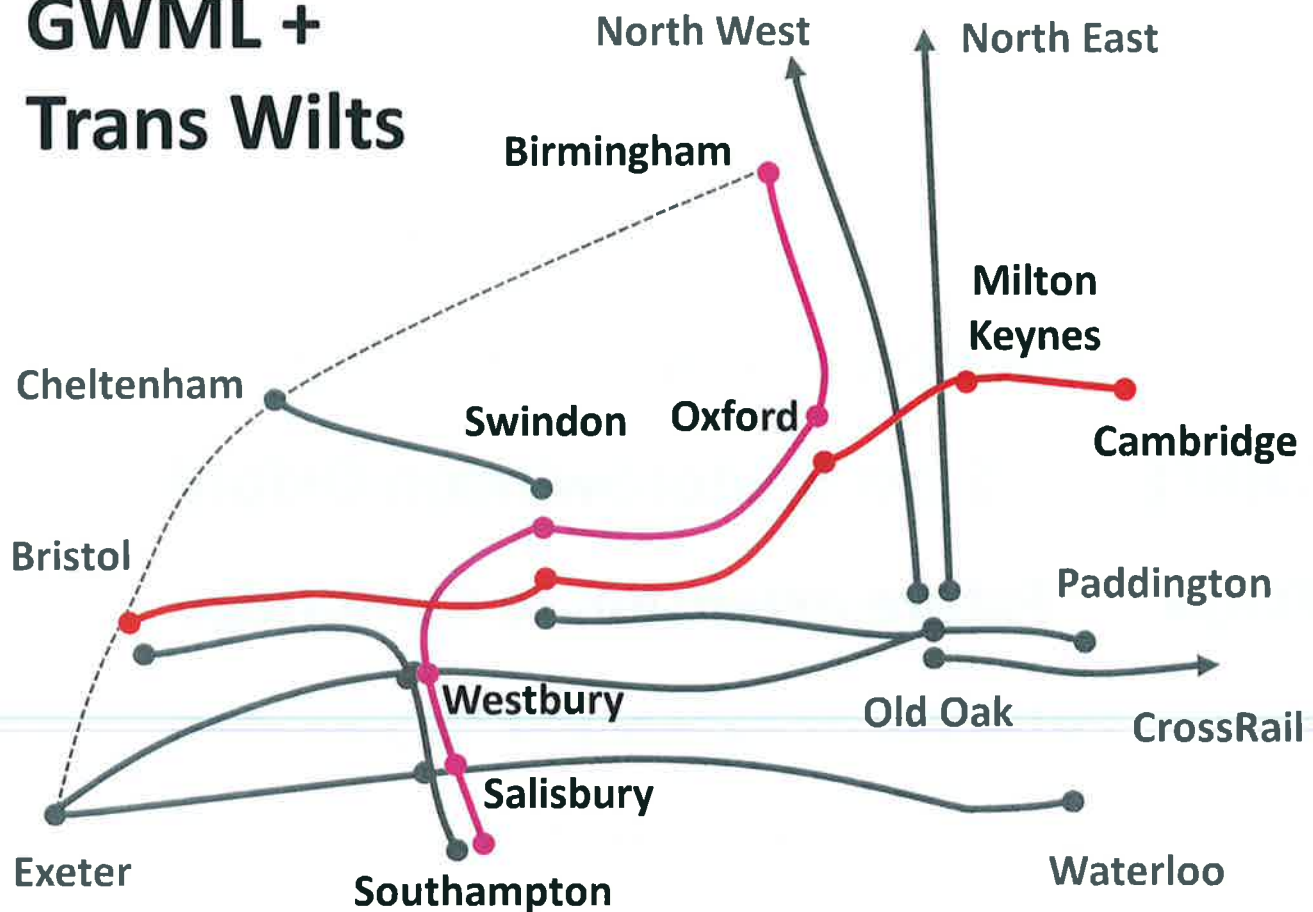 GWML +
Trans Wilts
North West
North East
Birmingham
Milton
Keynes
Cheltenham
Swindon
Oxford
Cambridge
Bristol
Paddington
Westbury
Old Oak
CrossRail
Salisbury
Exeter
Southampton
Waterloo